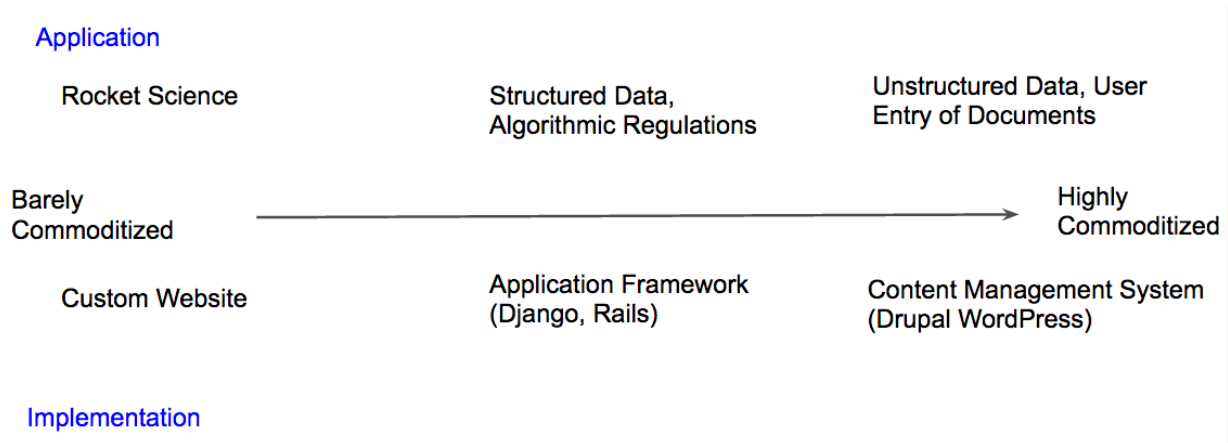 Application
Rocket Science
Structured Data,
Algorithmic Regulations
Unstructured Data, User
Entry of Documents
Barely
Commoditized
Highly
Commoditized
Custom Website
Application Framework
(Django, Rails)
Content Management System
(Drupal WordPress)
Implementation